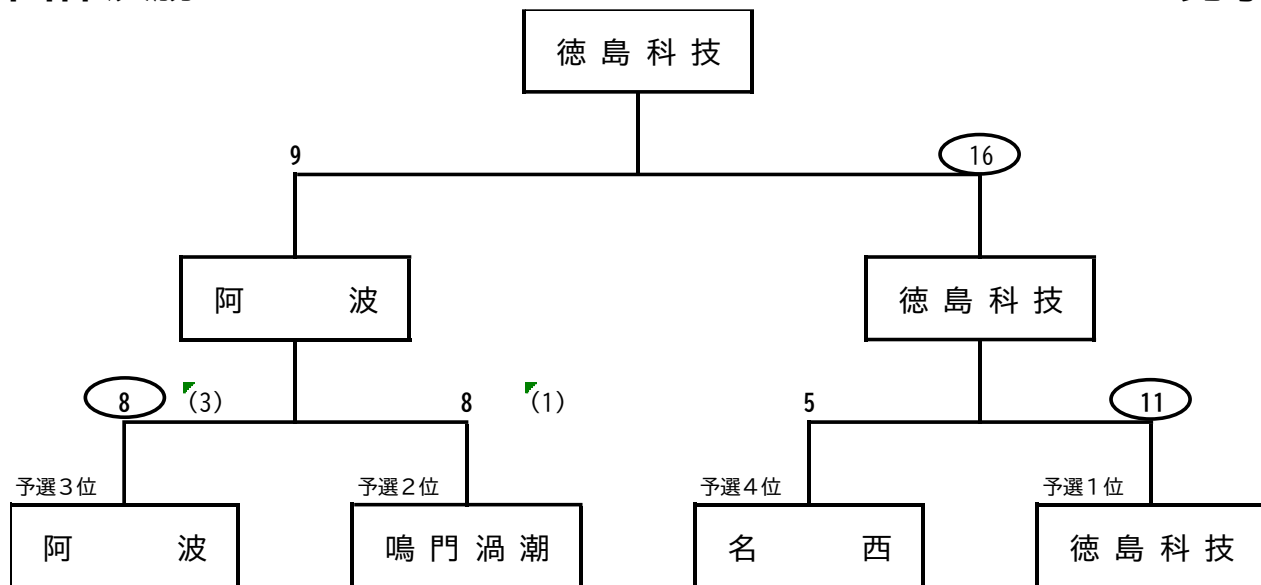 徳島科技
9 16
阿 波 徳島科技
8 (3) 8 (1) 5 11
予選3位 予選2位 予選4位 予選1位
阿 波 鳴門渦潮 名 西 徳島科技